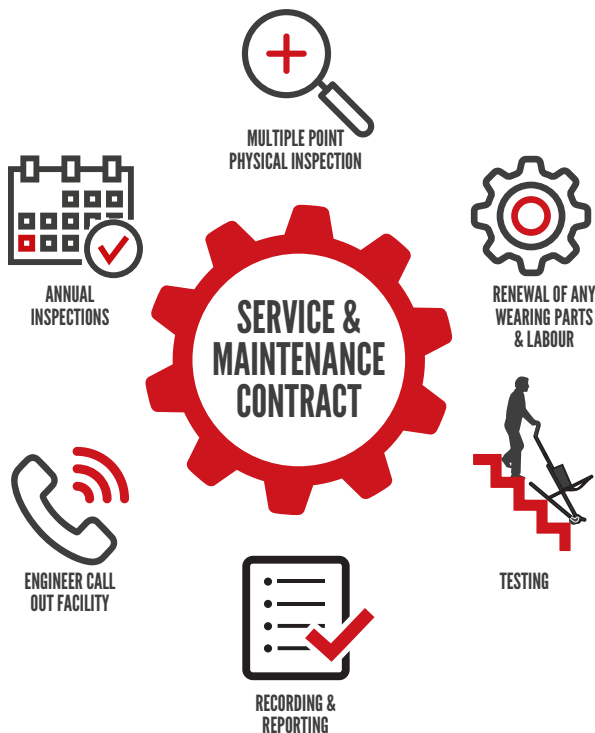 MULTIPLE POINT
PHYSICAL INSPECTION
ANNUAL
INSPECTIONS
RENEWAL OF ANY
WEARING PARTS
& LABOUR
SERVICE &
MAINTENANCE
CONTRACT
ENGINEER CALL
OUT FACILITY
TESTING
RECORDING &
REPORTING